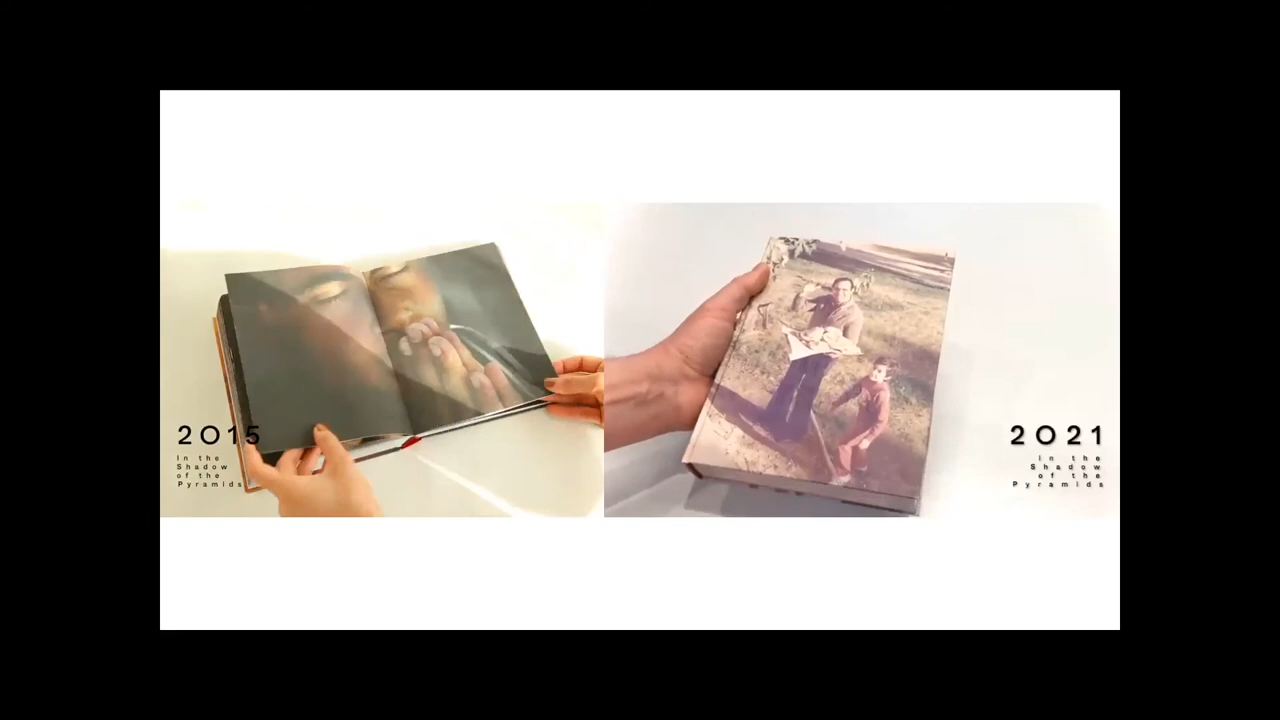 2015
In the
Shadow
of the
Pyramids
2021
In the
Shadow
of the
Pyramids